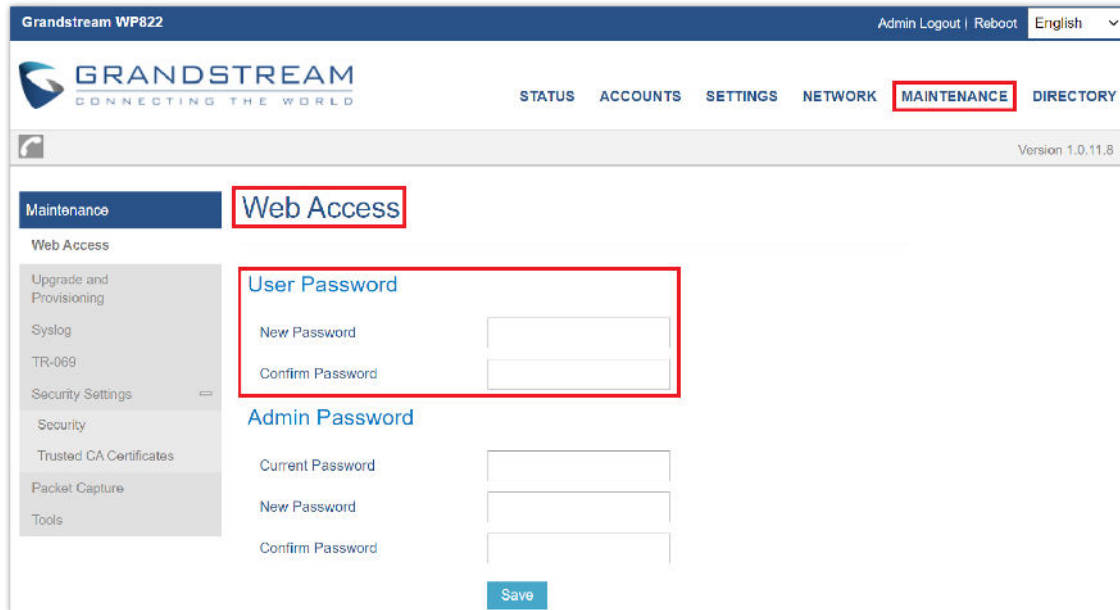 Grandstream WP822
Admin Logout | Reboot
English
GRANDSTREAM
CONNECTING THE WORLD
STATUS ACCOUNTS SETTINGS NETWORK MAINTENANCE DIRECTORY
Version 1.0.11.8
Maintenance
Web Access
Upgrade and
Provisioning
Syslog
TR-069
Security Settings
Security
Trusted CA Certificates
Packet Capture
Tools
Web Access
User Password
New Password
Confirm Password
Admin Password
Current Password
New Password
Confirm Password
Save